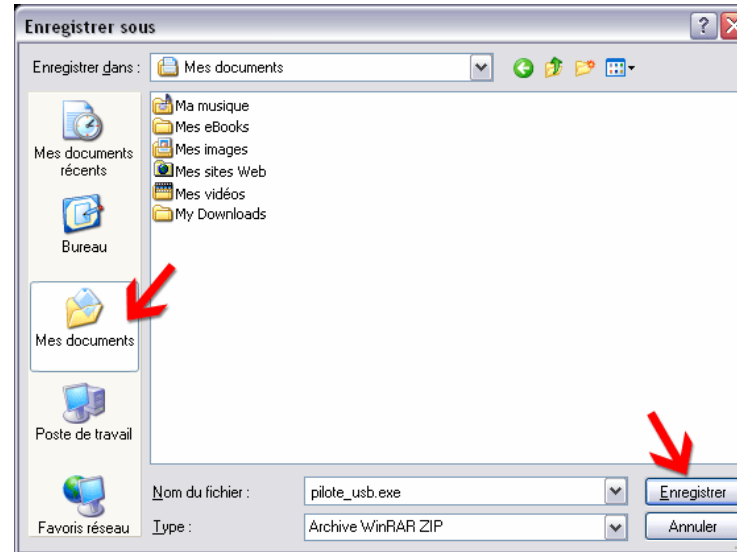 Enregistrer sous
Enregistrer dans : Mes documents
Mes documents
récents
Bureau
Mes documents
Poste de travail
Favoris réseau
Ma musique
Mes eBooks
Mes images
Mes sites Web
Mes vidéos
My Downloads
Nom du fichier : pilote_usb.exe Enregistrer
Type : Archive WinRAR ZIP Annuler